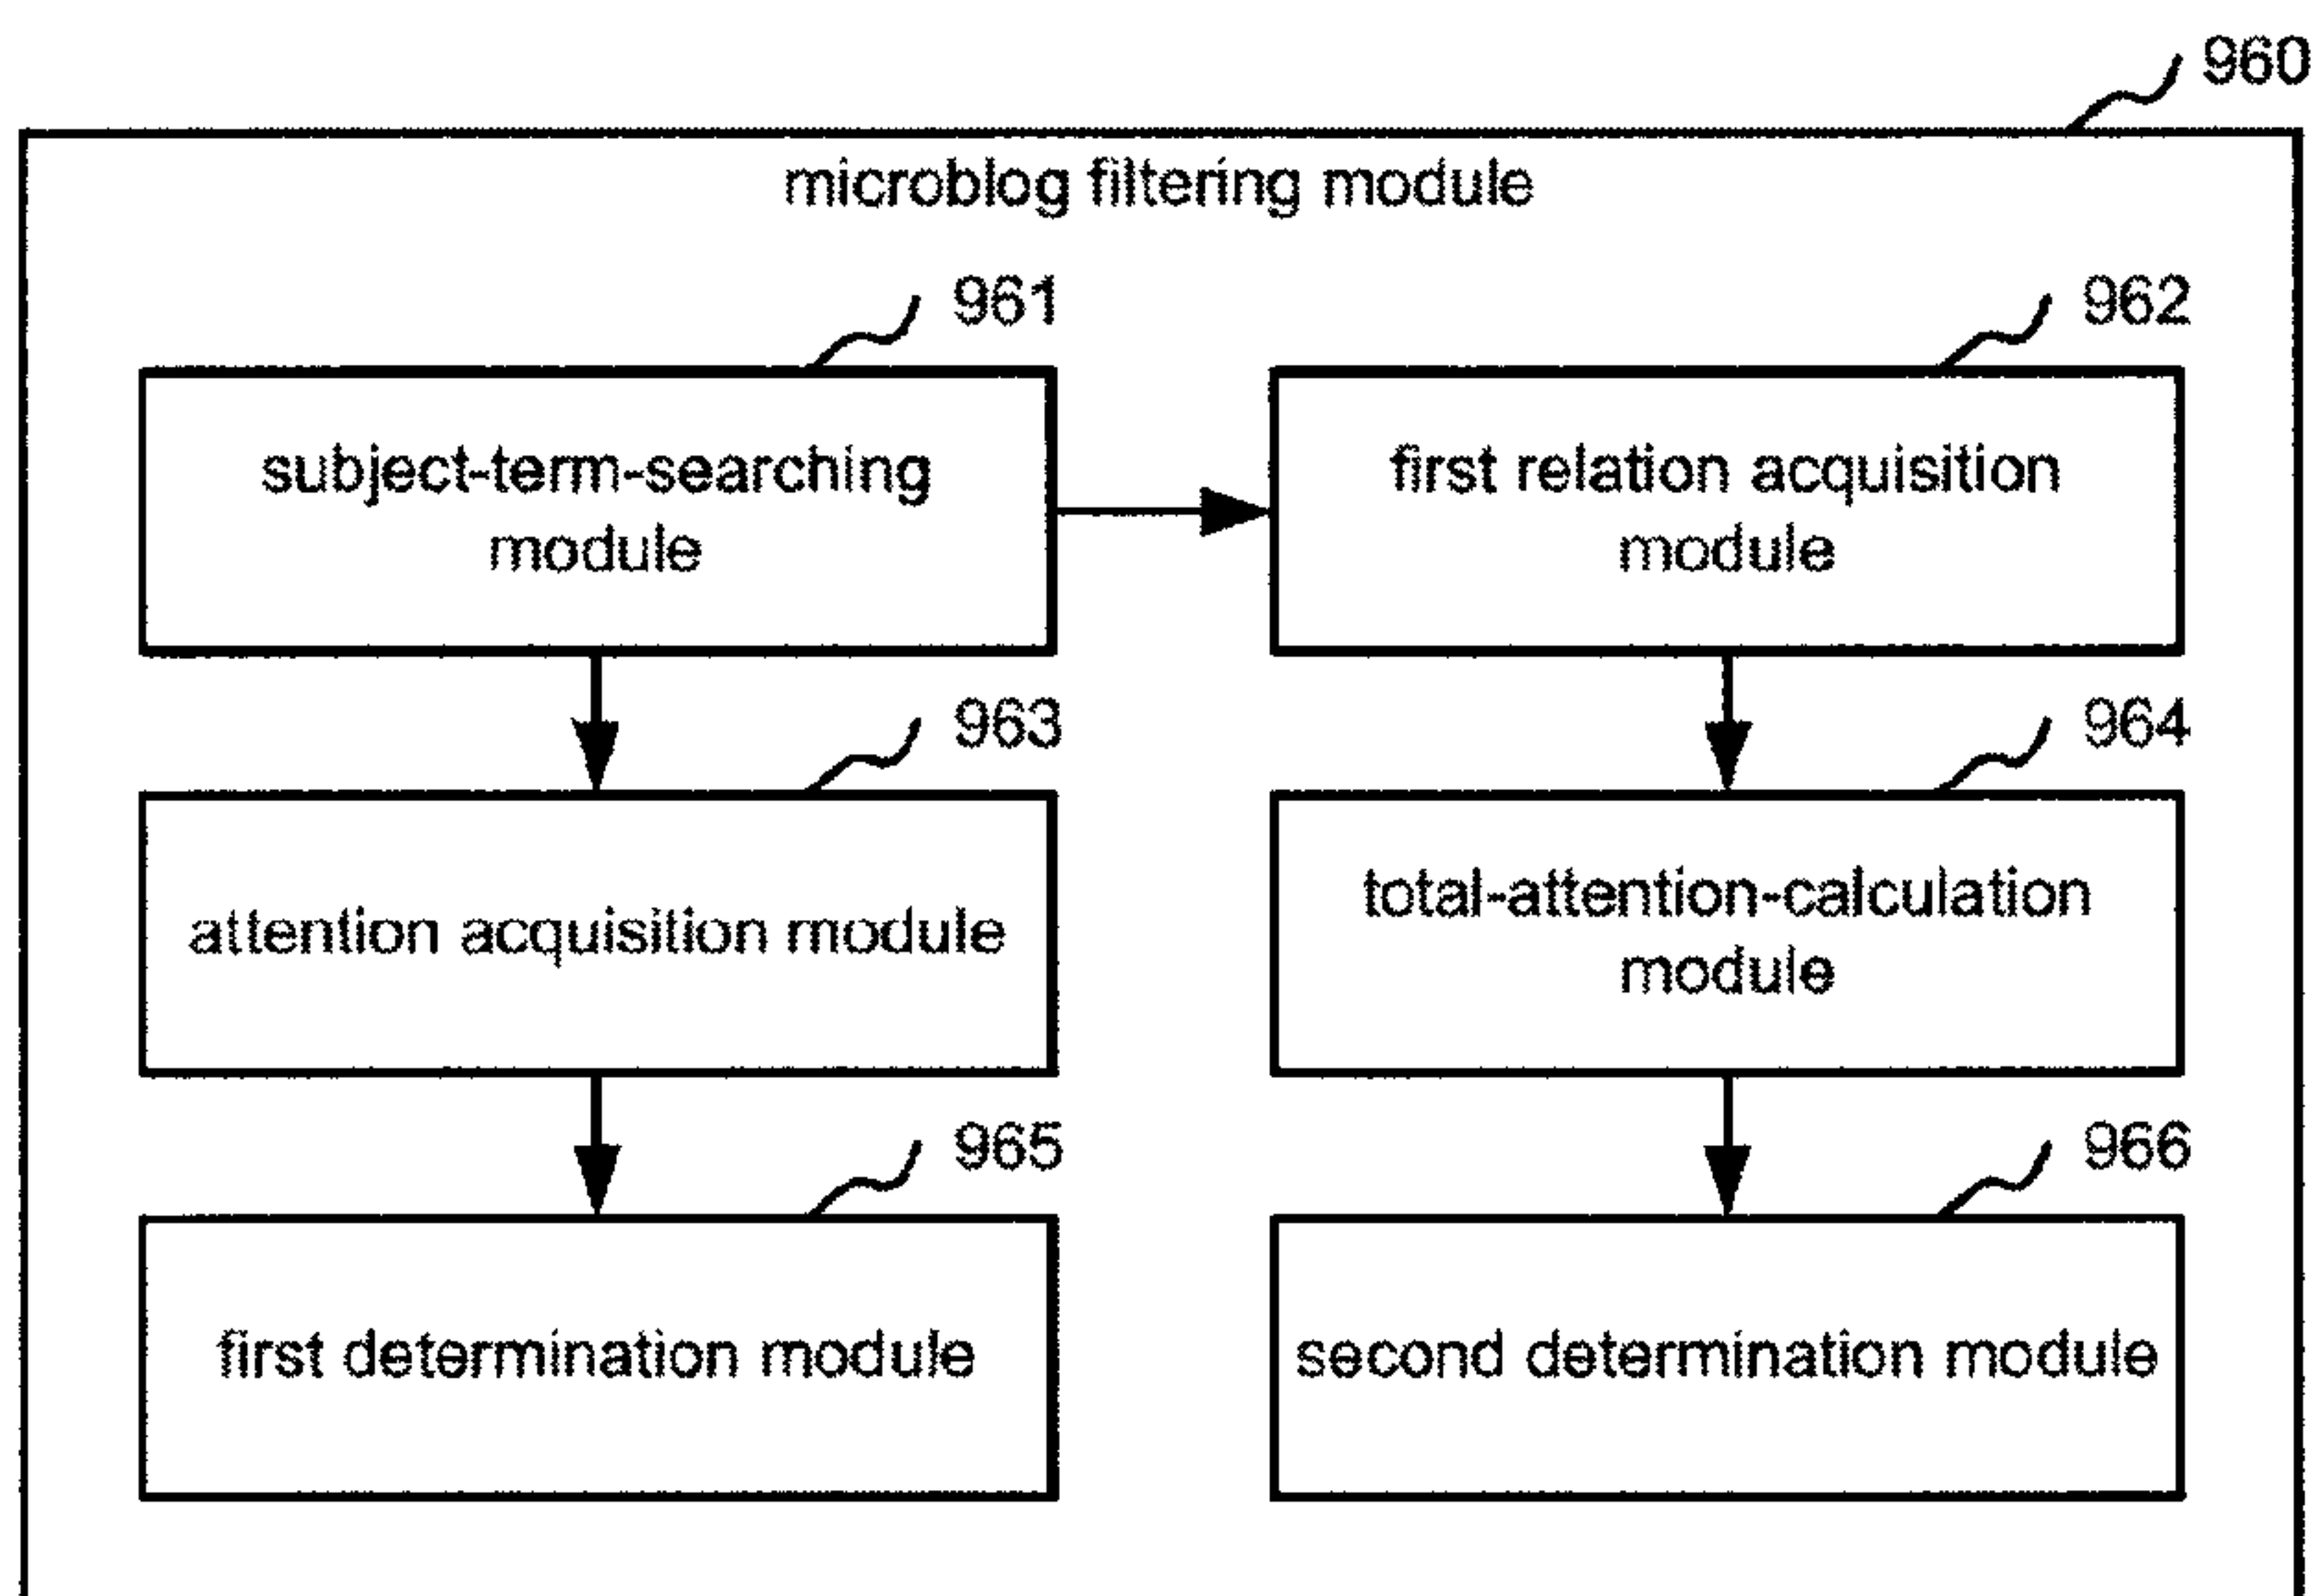 960
microblog filtering module
961
962
subject-term-searching
module
first relation acquisition
module
963
964
attention acquisition module
total-attention-calculation
module
965
966
first determination module
second determination module